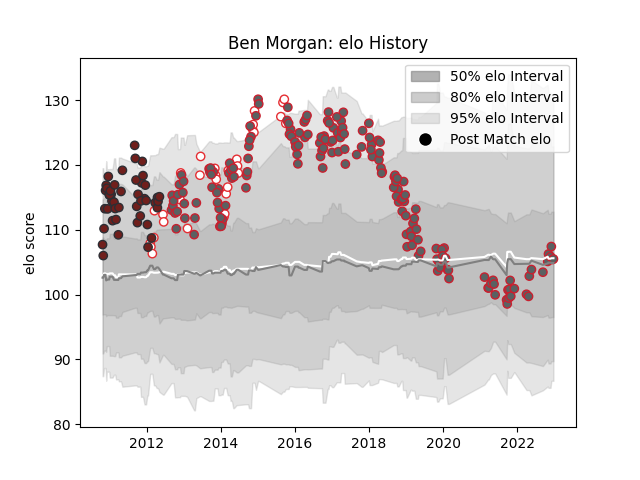 Ben Morgan: elo History
50% elo Interval
80% elo Interval
95% elo Interval
Post Match elo
elo score
130
120
110
100
90
80
2012 2014 2016 2018 2020 2022